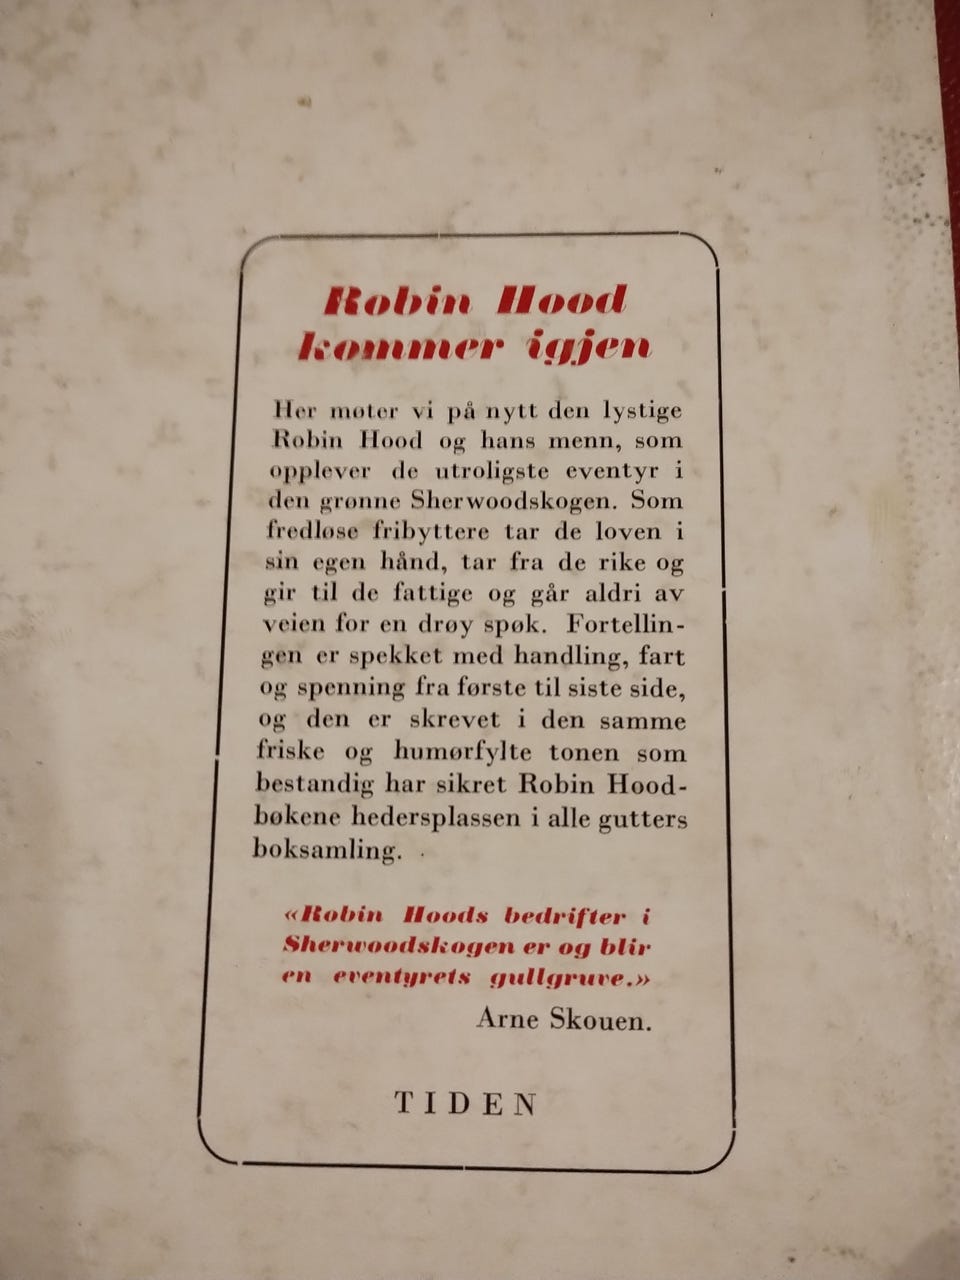 Robin Hood
kommer igjen
Her møter vi på nytt den lystige
Robin Hood og hans menn, som
opplever de utroligste eventyr i
den grønne Sherwoodskogen. Som
fredløse fribyttere tar de loven i
sin egen hånd, tar fra de rike og
gir til de fattige og går aldri av
veien for en drøy spøk. Fortellin-
gen er spekket med handling, fart
og spenning fra første til siste side,
og den er skrevet i den samme
friske og humørfylte tonen som
bestandig har sikret Robin Hood-
bøkene hedersplassen i alle gutters
boksamling.
«Robin Hoods bedrifter i
Sherwoodskogen er og blir
en eventyrets gullgruve.»
Arne Skouen.
TIDEN